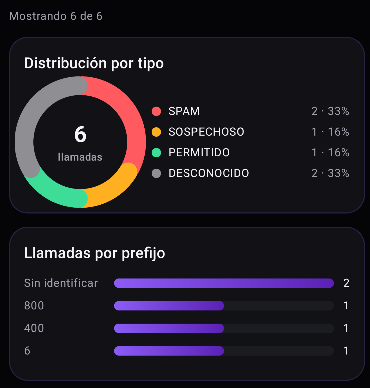 Mostrando 6 de 6
Distribución por tipo
6
llamadas
SPAM 2 · 33%
SOSPECHOSO 1 · 16%
PERMITIDO 1 · 16%
DESCONOCIDO 2 · 33%
Llamadas por prefijo
Sin identificar 2
800 1
400 1
6 1